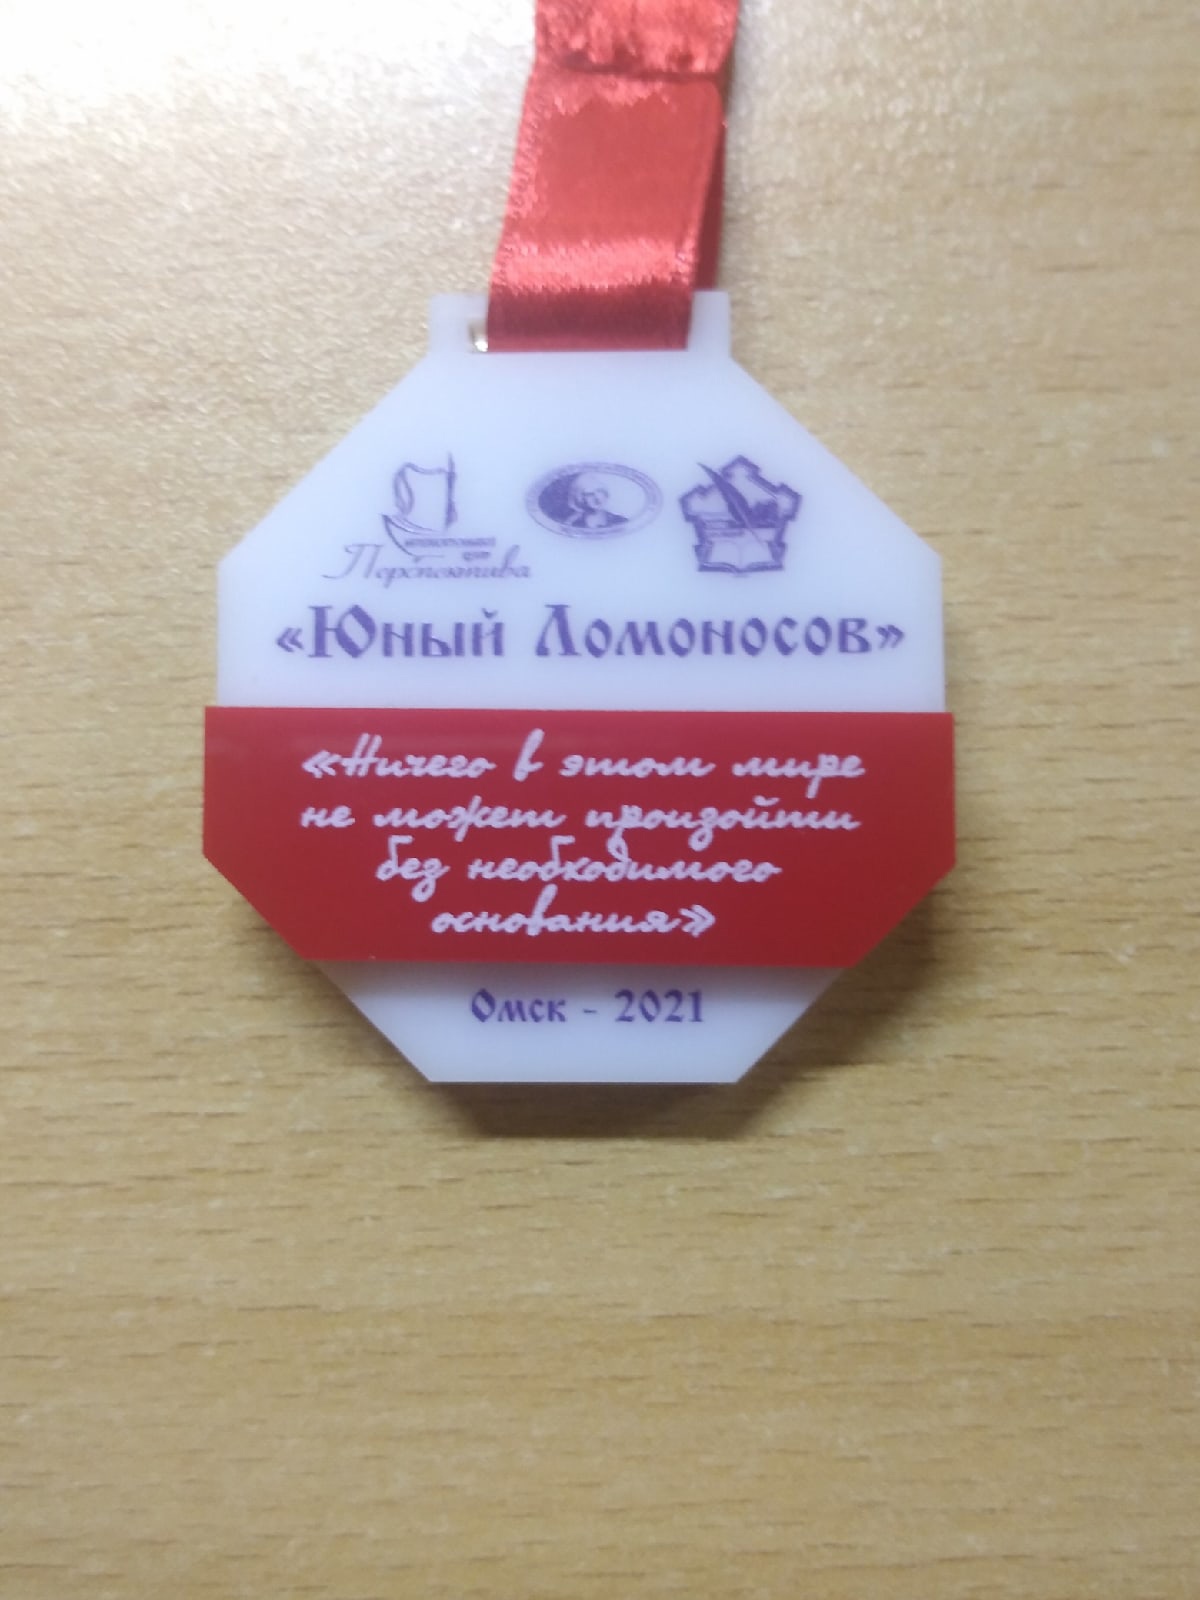 Перспектива
«Юный Ломоносов»
«Ничего в этом мире
не может произойти
без необходимого
основания»
Омск - 2021